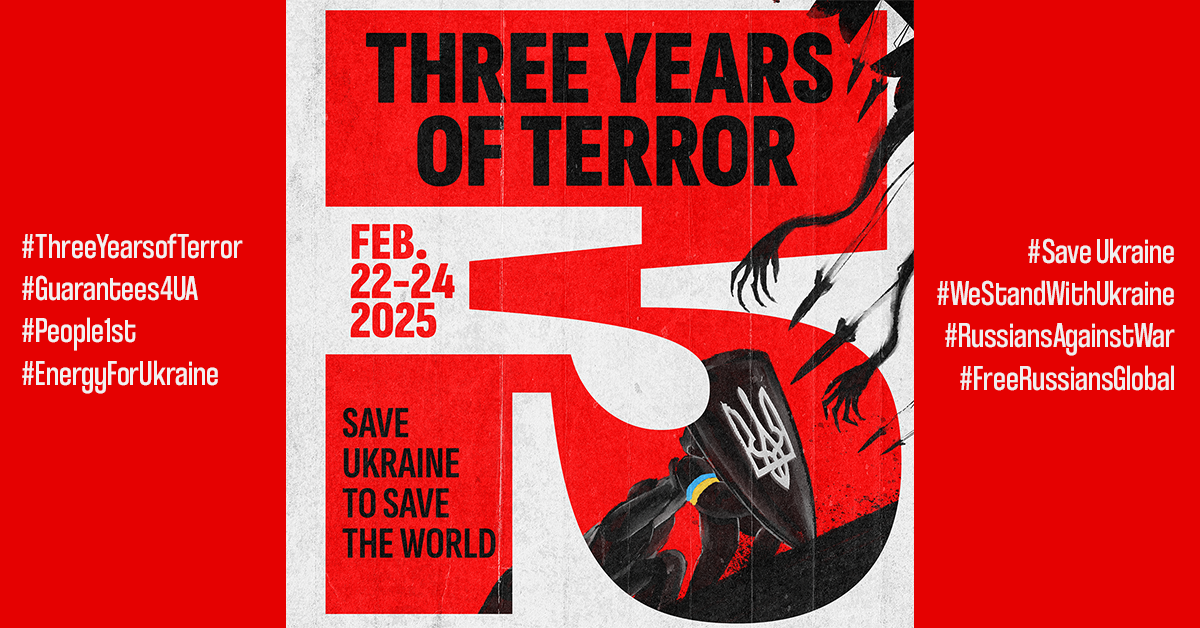 THREE YEARS
OF TERROR
FEB.
22-24
2025
SAVE
UKRAINE
TO SAVE
THE WORLD
#ThreeYearsofTerror
#Guarantees4UA
#People1st
#EnergyForUkraine
#Save Ukraine
#WeStandWithUkraine
#RussiansAgainstWar
#FreeRussiansGlobal